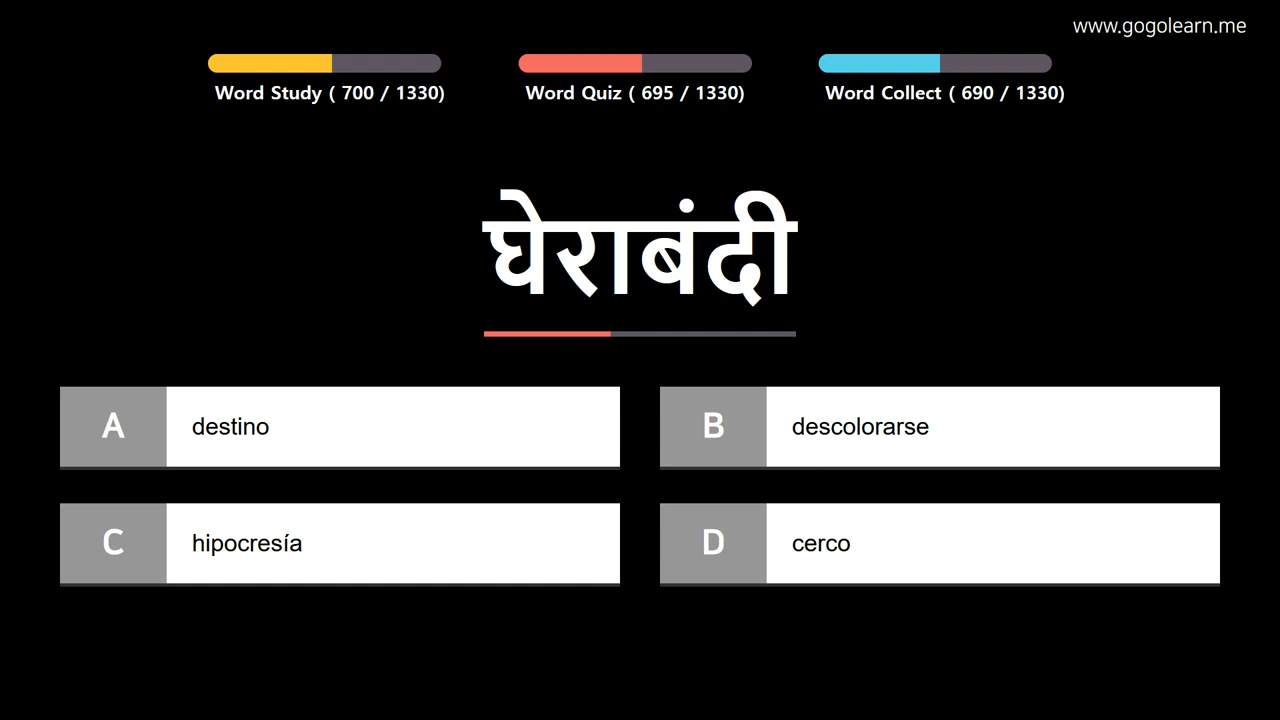 www.gogolearn.me
Word Study ( 700 / 1330)
Word Quiz ( 695 / 1330)
Word Collect ( 690 / 1330)
घेराबंदी
A destino
B descolorarse
C hipocresía
D cerco